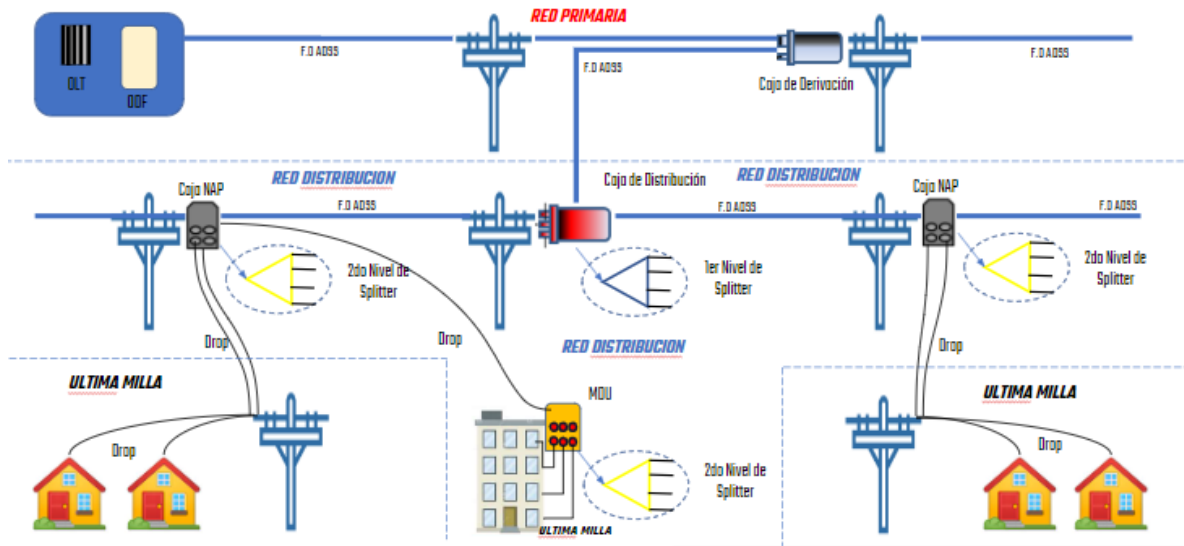 RED PRIMARIA
F.O ADSS
F.O ADSS
F.O ADSS
OLT
ODF
Caja de Derivación
RED DISTRIBUCION
Caja de Distribución
RED DISTRIBUCION
Caja NAP
Caja NAP
F.O ADSS
F.O ADSS
F.O ADSS
2do Nivel de
Splitter
1er Nivel de
Splitter
2do Nivel de
Splitter
Drop
Drop
RED DISTRIBUCION
Drop
ULTIMA MILLA
MDU
ULTIMA MILLA
Drop
Drop
2do Nivel de
Splitter
ULTIMA MILLA